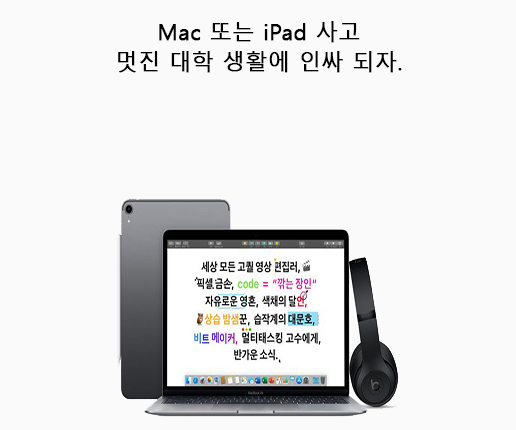 Mac 또는 iPad 사고
멋진 대학 생활에 인싸 되자.
세상 모든 고퀄 영상 편집러,
픽셀 금손, code = "깎는 장인"
자유로운 영혼, 색채의 달인,
상습 밤샘꾼, 습작계의 대문호,
비트 메이커, 멀티태스킹 고수에게,
반가운 소식.